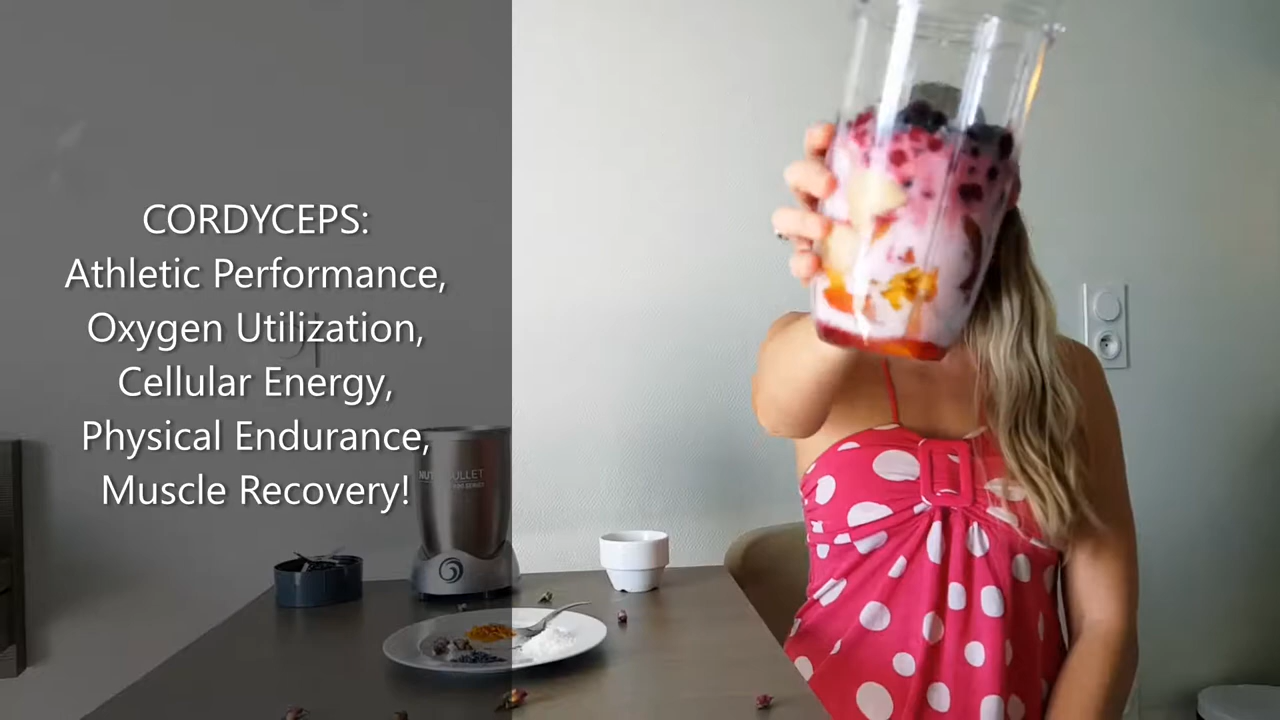 CORDYCEPS:
Athletic Performance,
Oxygen Utilization,
Cellular Energy,
Physical Endurance,
Muscle Recovery!